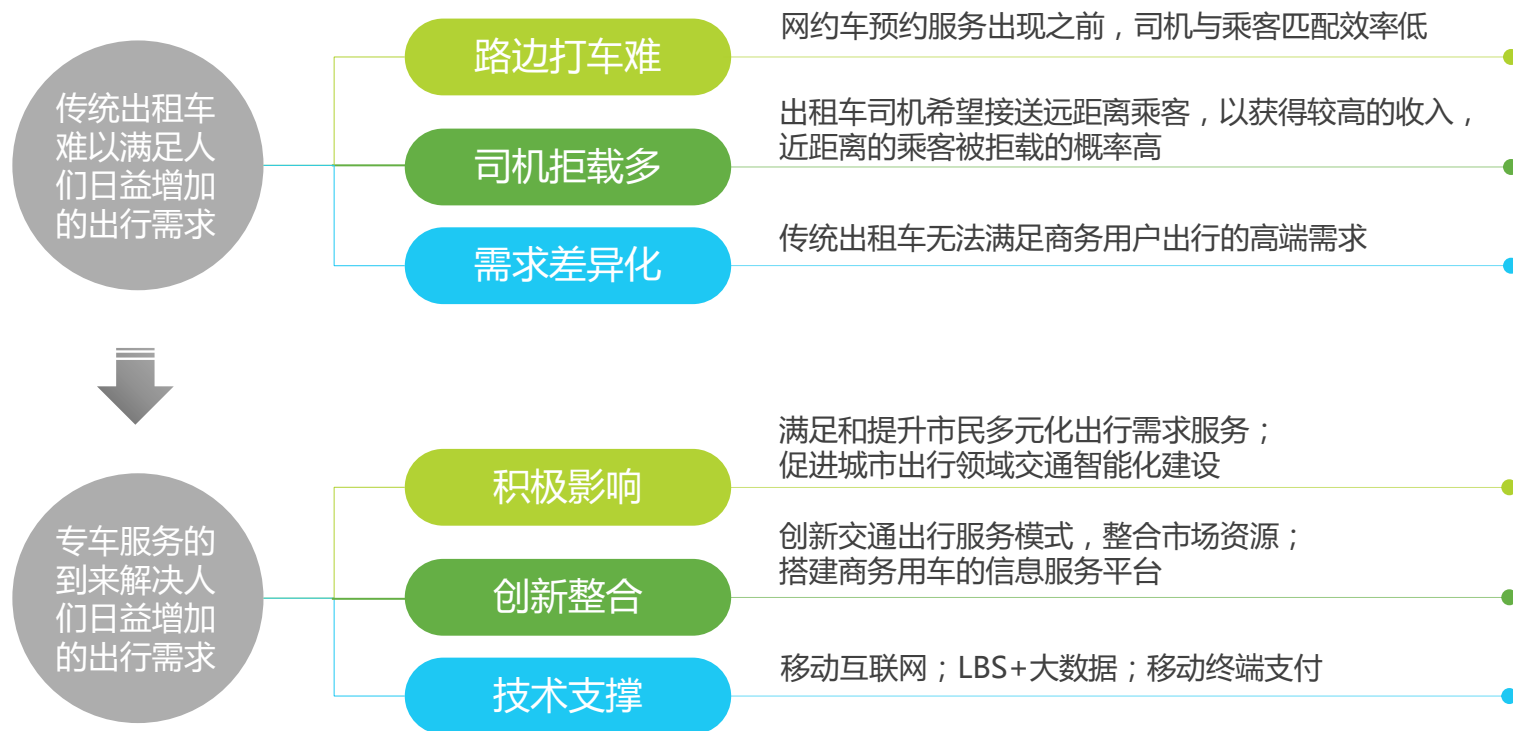 传统出租车
难以满足人
们日益增加
的出行需求
路边打车难
网约车预约服务出现之前，司机与乘客匹配效率低
司机拒载多
出租车司机希望接送远距离乘客，以获得较高的收入，
近距离的乘客被拒载的概率高
需求差异化
传统出租车无法满足商务用户出行的高端需求
专车服务的
到来解决人
们日益增加
的出行需求
积极影响
满足和提升市民多元化出行需求服务；
促进城市出行领域交通智能化建设
创新整合
创新交通出行服务模式，整合市场资源；
搭建商务用车的信息服务平台
技术支撑
移动互联网；LBS+大数据；移动终端支付